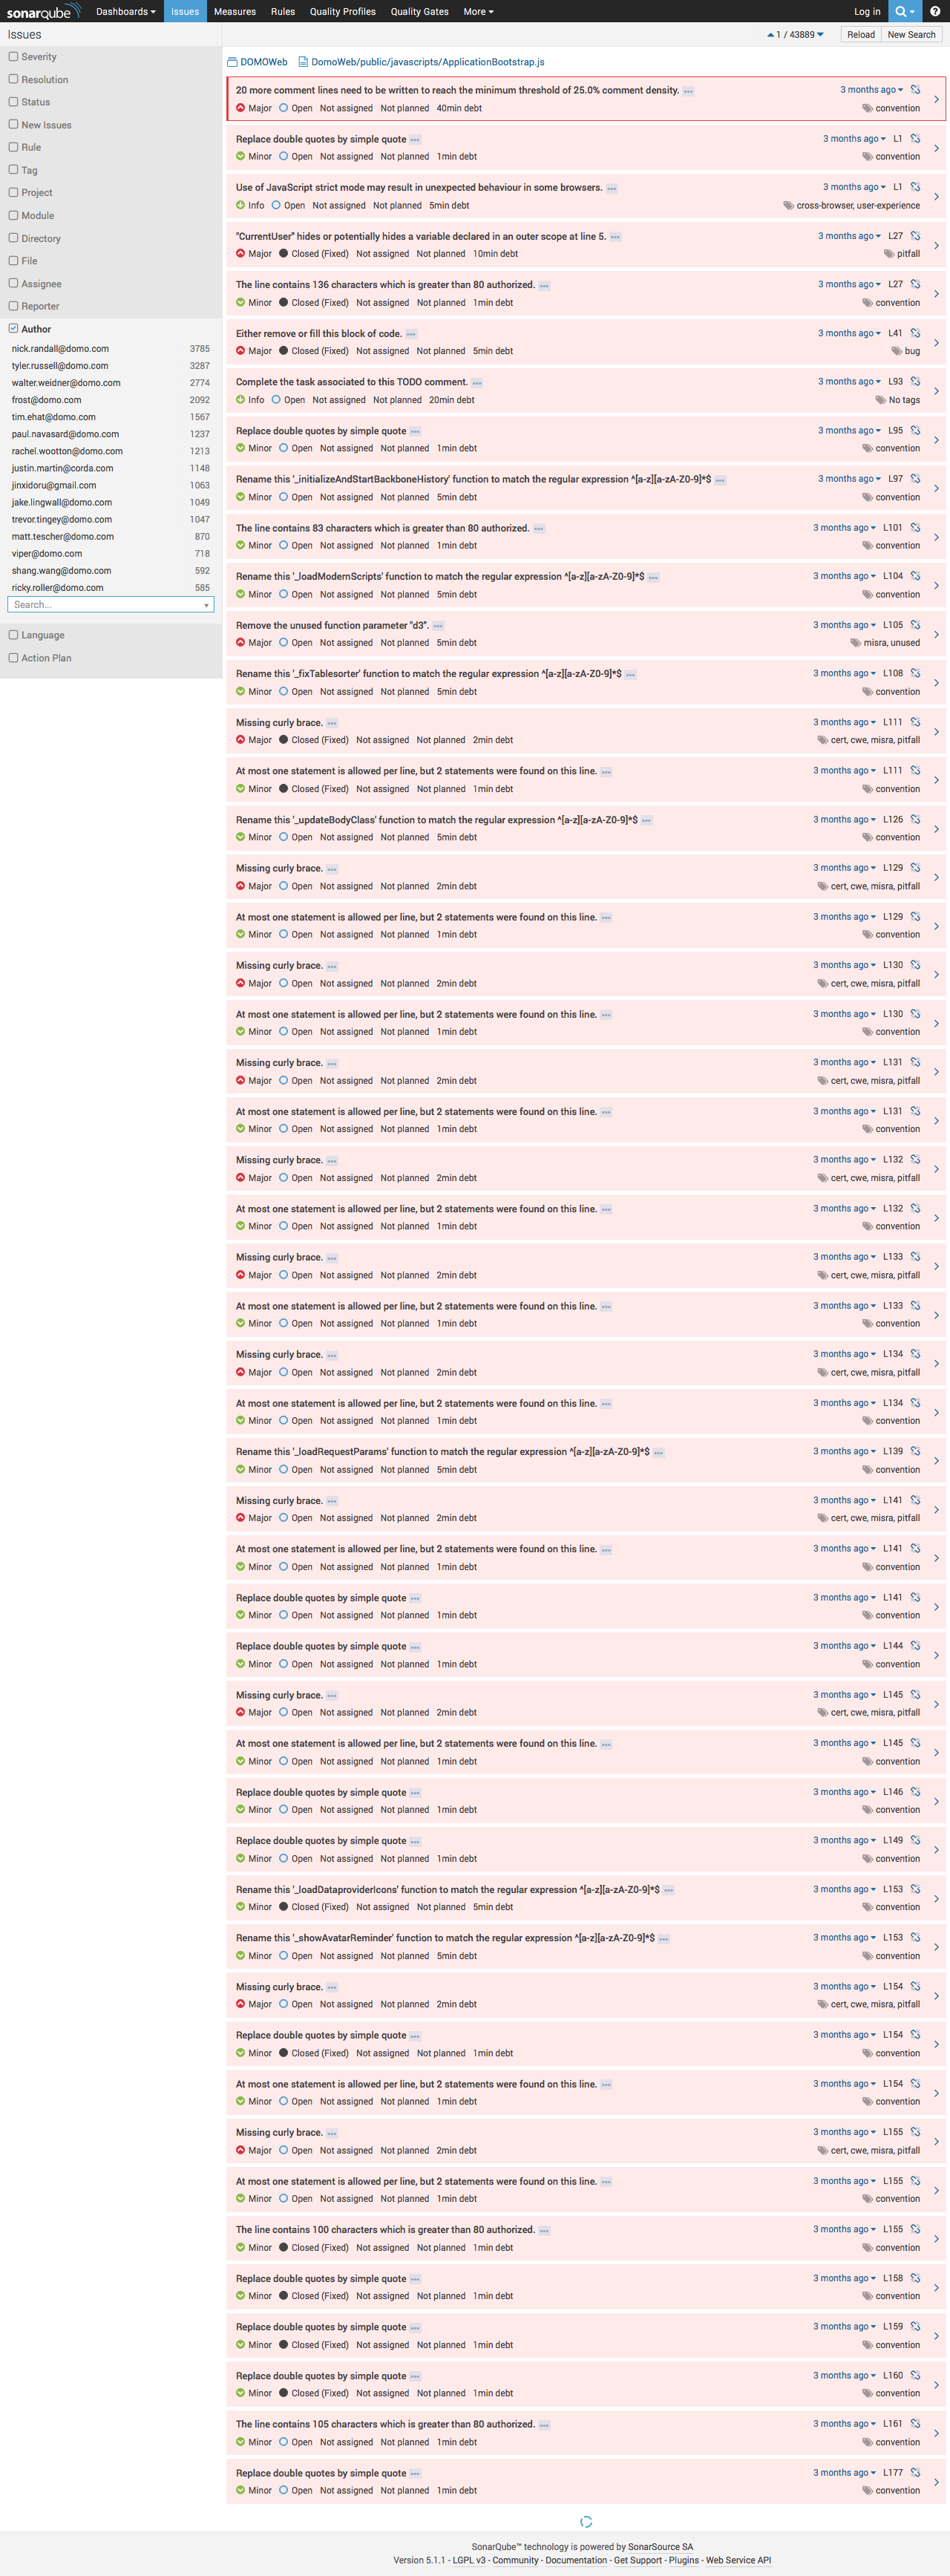 sonarqube Dashboards Issues Measures Rules Quality Profiles Quality Gates More Log in
Issues 1 / 43889 Reload New Search
Severity
Resolution
Status
New Issues
Rule
Tag
Project
Module
Directory
File
Assignee
Reporter
Author
nick.randall@domo.com 3785
tyler.russell@domo.com 3287
walter.weidner@domo.com 2774
frost@domo.com 2092
tim.ehat@domo.com 1567
paul.navasard@domo.com 1237
rachel.wootton@domo.com 1213
justin.martin@corda.com 1148
jinxidoru@gmail.com 1063
jake.lingwall@domo.com 1049
trevor.tingey@domo.com 1047
matt.tescher@domo.com 870
viper@domo.com 718
shang.wang@domo.com 592
ricky.roller@domo.com 585
Search...
Language
Action Plan
DOMOWeb DomoWeb/public/javascripts/ApplicationBootstrap.js
20 more comment lines need to be written to reach the minimum threshold of 25.0% comment density. 3 months ago
Major Open Not assigned Not planned 40min debt convention
Replace double quotes by simple quote 3 months ago L1
Minor Open Not assigned Not planned 1min debt convention
Use of JavaScript strict mode may result in unexpected behaviour in some browsers. 3 months ago L1
Info Open Not assigned Not planned 5min debt cross-browser, user-experience
"CurrentUser" hides or potentially hides a variable declared in an outer scope at line 5. 3 months ago L27
Major Closed (Fixed) Not assigned Not planned 10min debt pitfall
The line contains 136 characters which is greater than 80 authorized. 3 months ago L27
Minor Closed (Fixed) Not assigned Not planned 1min debt convention
Either remove or fill this block of code. 3 months ago L41
Major Closed (Fixed) Not assigned Not planned 5min debt bug
Complete the task associated to this TODO comment. 3 months ago L93
Info Open Not assigned Not planned 20min debt No tags
Replace double quotes by simple quote 3 months ago L95
Minor Open Not assigned Not planned 1min debt convention
Rename this '_initializeAndStartBackboneHistory' function to match the regular expression ^[a-z][a-zA-Z0-9]*$ 3 months ago L97
Minor Open Not assigned Not planned 5min debt convention
The line contains 83 characters which is greater than 80 authorized. 3 months ago L101
Minor Open Not assigned Not planned 1min debt convention
Rename this '_loadModernScripts' function to match the regular expression ^[a-z][a-zA-Z0-9]*$ 3 months ago L104
Minor Open Not assigned Not planned 5min debt convention
Remove the unused function parameter "d3". 3 months ago L105
Major Open Not assigned Not planned 5min debt misra, unused
Rename this '_fixTablesorter' function to match the regular expression ^[a-z][a-zA-Z0-9]*$ 3 months ago L108
Minor Open Not assigned Not planned 5min debt convention
Missing curly brace. 3 months ago L111
Major Closed (Fixed) Not assigned Not planned 2min debt cert, cwe, misra, pitfall
At most one statement is allowed per line, but 2 statements were found on this line. 3 months ago L111
Minor Closed (Fixed) Not assigned Not planned 1min debt convention
Rename this '_updateBodyClass' function to match the regular expression ^[a-z][a-zA-Z0-9]*$ 3 months ago L126
Minor Open Not assigned Not planned 5min debt convention
Missing curly brace. 3 months ago L129
Major Open Not assigned Not planned 2min debt cert, cwe, misra, pitfall
At most one statement is allowed per line, but 2 statements were found on this line. 3 months ago L129
Minor Open Not assigned Not planned 1min debt convention
Missing curly brace. 3 months ago L130
Major Open Not assigned Not planned 2min debt cert, cwe, misra, pitfall
At most one statement is allowed per line, but 2 statements were found on this line. 3 months ago L130
Minor Open Not assigned Not planned 1min debt convention
Missing curly brace. 3 months ago L131
Major Open Not assigned Not planned 2min debt cert, cwe, misra, pitfall
At most one statement is allowed per line, but 2 statements were found on this line. 3 months ago L131
Minor Open Not assigned Not planned 1min debt convention
Missing curly brace. 3 months ago L132
Major Open Not assigned Not planned 2min debt cert, cwe, misra, pitfall
At most one statement is allowed per line, but 2 statements were found on this line. 3 months ago L132
Minor Open Not assigned Not planned 1min debt convention
Missing curly brace. 3 months ago L133
Major Open Not assigned Not planned 2min debt cert, cwe, misra, pitfall
At most one statement is allowed per line, but 2 statements were found on this line. 3 months ago L133
Minor Open Not assigned Not planned 1min debt convention
Missing curly brace. 3 months ago L134
Major Open Not assigned Not planned 2min debt cert, cwe, misra, pitfall
At most one statement is allowed per line, but 2 statements were found on this line. 3 months ago L134
Minor Open Not assigned Not planned 1min debt convention
Rename this '_loadRequestParams' function to match the regular expression ^[a-z][a-zA-Z0-9]*$ 3 months ago L139
Minor Open Not assigned Not planned 5min debt convention
Missing curly brace. 3 months ago L141
Major Open Not assigned Not planned 2min debt cert, cwe, misra, pitfall
At most one statement is allowed per line, but 2 statements were found on this line. 3 months ago L141
Minor Open Not assigned Not planned 1min debt convention
Replace double quotes by simple quote 3 months ago L141
Minor Open Not assigned Not planned 1min debt convention
Replace double quotes by simple quote 3 months ago L144
Minor Open Not assigned Not planned 1min debt convention
Missing curly brace. 3 months ago L145
Major Open Not assigned Not planned 2min debt cert, cwe, misra, pitfall
At most one statement is allowed per line, but 2 statements were found on this line. 3 months ago L145
Minor Open Not assigned Not planned 1min debt convention
Replace double quotes by simple quote 3 months ago L146
Minor Open Not assigned Not planned 1min debt convention
Replace double quotes by simple quote 3 months ago L149
Minor Open Not assigned Not planned 1min debt convention
Rename this '_loadDataproviderIcons' function to match the regular expression ^[a-z][a-zA-Z0-9]*$ 3 months ago L153
Minor Closed (Fixed) Not assigned Not planned 5min debt convention
Rename this '_showAvatarReminder' function to match the regular expression ^[a-z][a-zA-Z0-9]*$ 3 months ago L153
Minor Open Not assigned Not planned 5min debt convention
Missing curly brace. 3 months ago L154
Major Open Not assigned Not planned 2min debt cert, cwe, misra, pitfall
Replace double quotes by simple quote 3 months ago L154
Minor Closed (Fixed) Not assigned Not planned 1min debt convention
At most one statement is allowed per line, but 2 statements were found on this line. 3 months ago L154
Minor Open Not assigned Not planned 1min debt convention
Missing curly brace. 3 months ago L155
Major Open Not assigned Not planned 2min debt cert, cwe, misra, pitfall
At most one statement is allowed per line, but 2 statements were found on this line. 3 months ago L155
Minor Open Not assigned Not planned 1min debt convention
The line contains 100 characters which is greater than 80 authorized. 3 months ago L155
Minor Closed (Fixed) Not assigned Not planned 1min debt convention
Replace double quotes by simple quote 3 months ago L158
Minor Closed (Fixed) Not assigned Not planned 1min debt convention
Replace double quotes by simple quote 3 months ago L159
Minor Closed (Fixed) Not assigned Not planned 1min debt convention
Replace double quotes by simple quote 3 months ago L160
Minor Closed (Fixed) Not assigned Not planned 1min debt convention
The line contains 105 characters which is greater than 80 authorized. 3 months ago L161
Minor Open Not assigned Not planned 1min debt convention
Replace double quotes by simple quote 3 months ago L177
Minor Open Not assigned Not planned 1min debt convention
SonarQube™ technology is powered by SonarSource SA
Version 5.1.1 - LGPL v3 - Community - Documentation - Get Support - Plugins - Web Service API